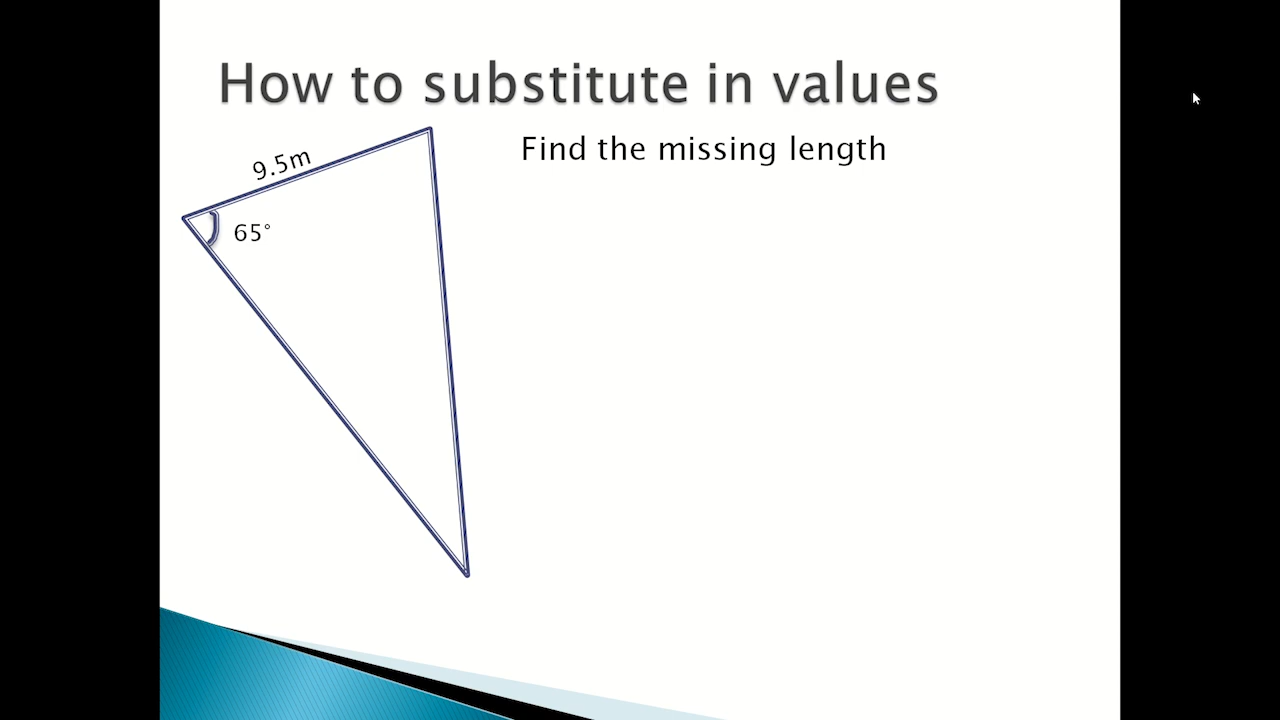 How to substitute in values
Find the missing length
9.5m
65°